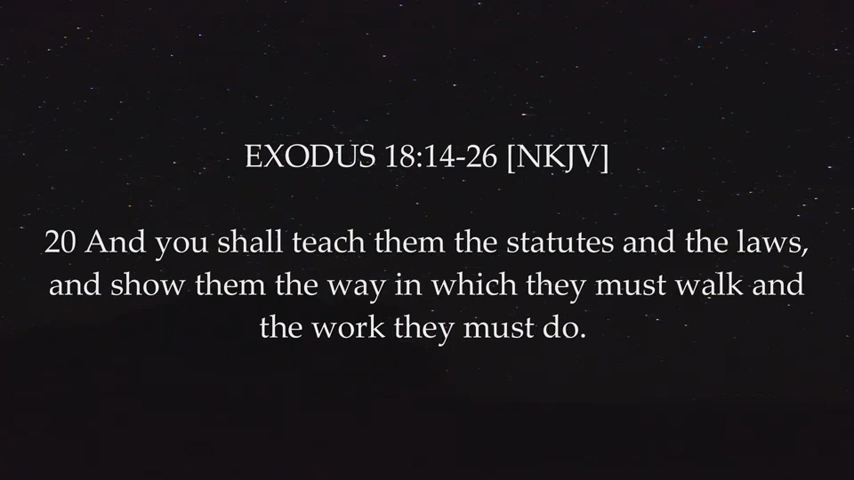 EXODUS 18:14-26 [NKJV]
20 And you shall teach them the statutes and the laws,
and show them the way in which they must walk and
the work they must do.